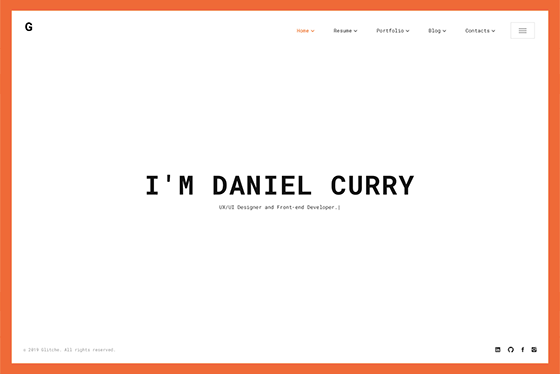 G
Home Resume Portfolio Blog Contacts
I'M DANIEL CURRY
UX/UI Designer and Front-end Developer.|
© 2019 Glitche. All rights reserved.